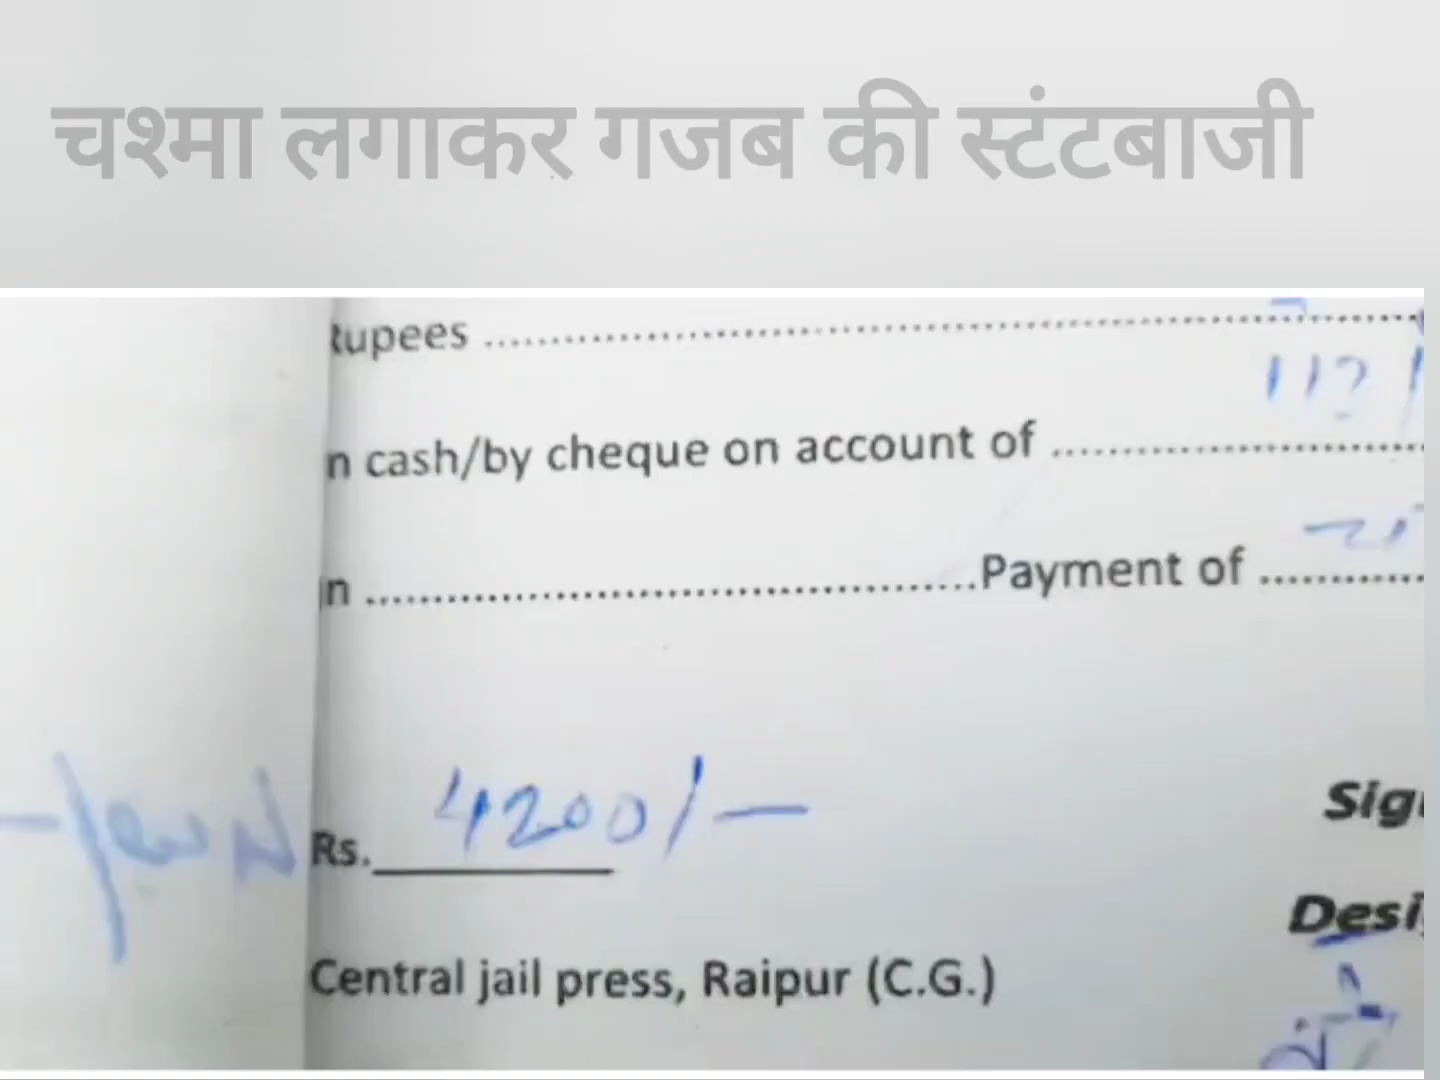 चश्मा लगाकर गजब की स्टंटबाजी
Rupees ........................................
n cash/by cheque on account of ....................
n ........................................Payment of ............
Rs. 4200/-
Central jail press, Raipur (C.G.)